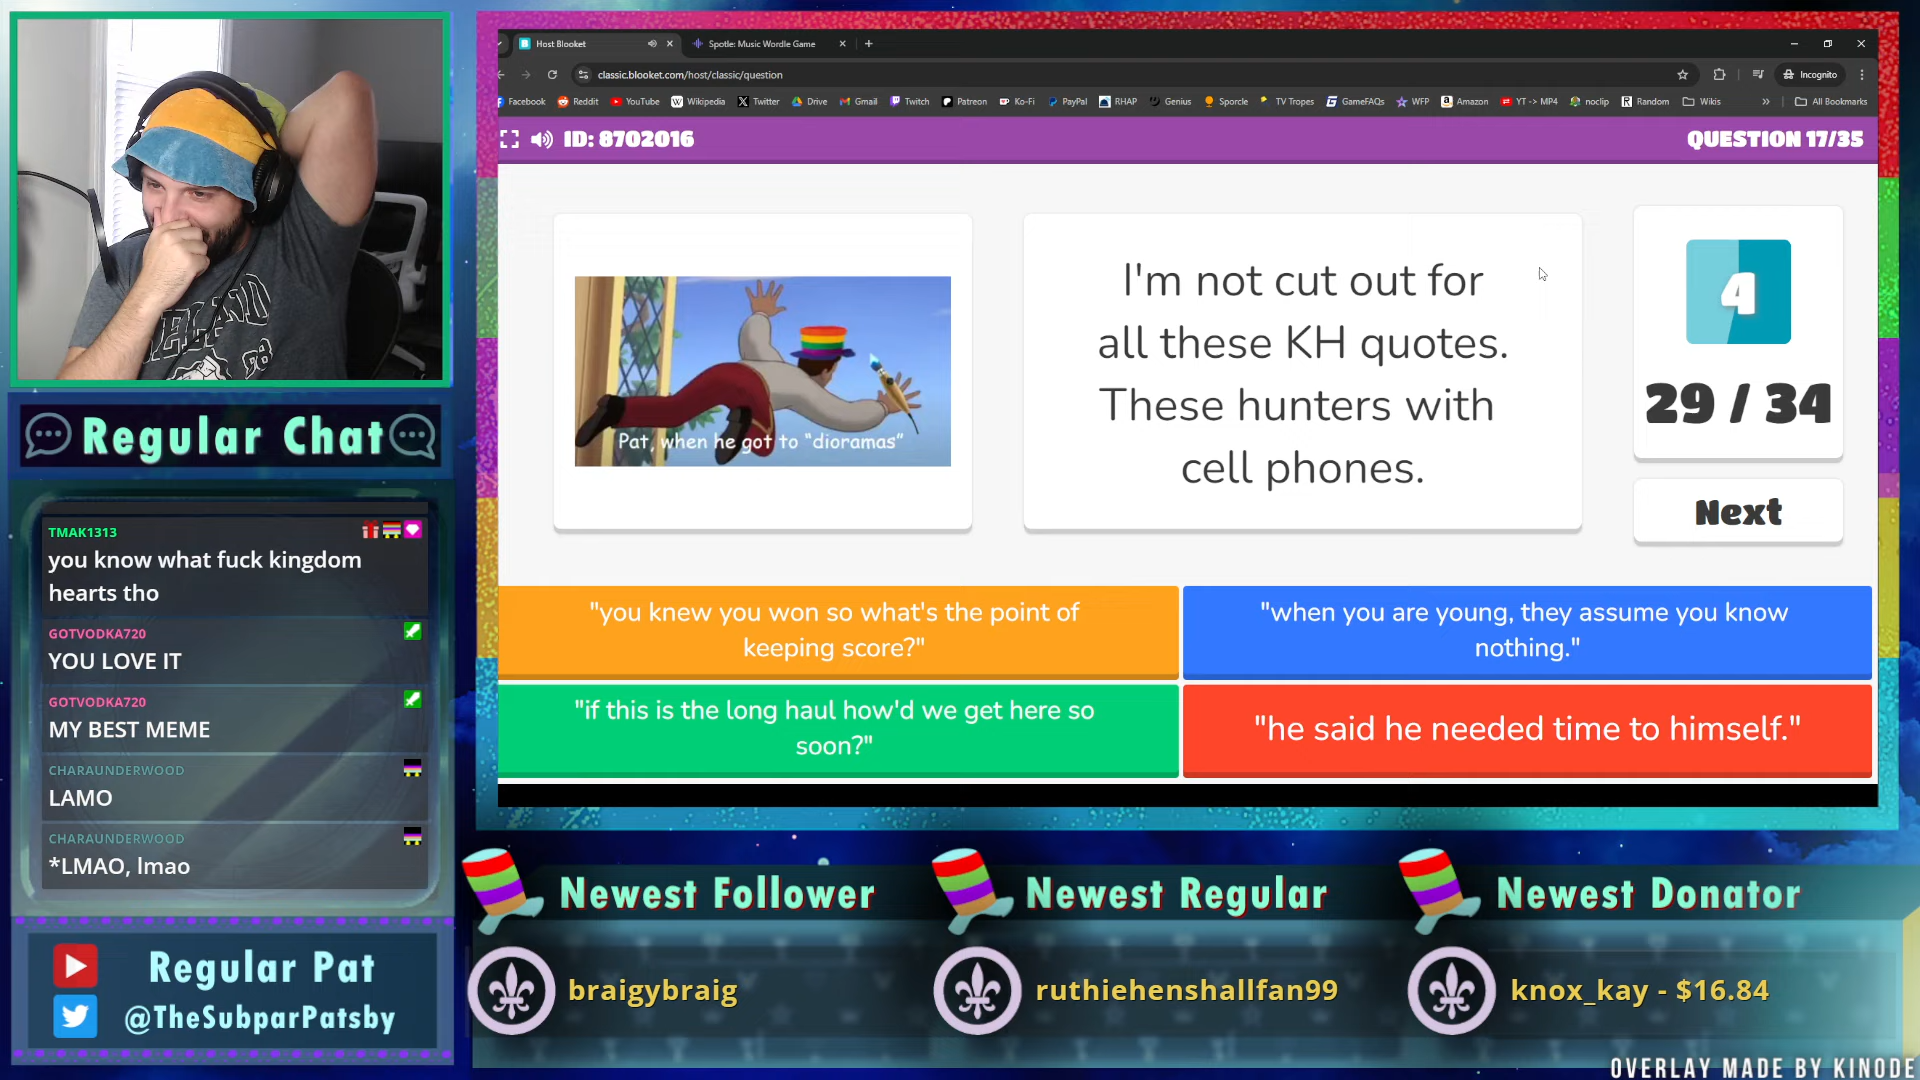 Host Blooket
Spotle: Music Wordle Game
classic.blooket.com/host/classic/question
Incognito
Facebook
Reddit
YouTube
Wikipedia
Twitter
Drive
Gmail
Twitch
Patreon
Ko-Fi
PayPal
RHAP
Genius
Sporcle
TV Tropes
GameFAQs
WFP
Amazon
YT -> MP4
noclip
Random
Wikis
All Bookmarks
ID: 8702016
QUESTION 17/35
Pat, when he got to “dioramas”
I'm not cut out for
all these KH quotes.
These hunters with
cell phones.
4
29 / 34
Next
"you knew you won so what's the point of
keeping score?"
"when you are young, they assume you know
nothing."
"if this is the long haul how'd we get here so
soon?"
"he said he needed time to himself."
Regular Chat
TMAK1313
you know what fuck kingdom
hearts tho
GOTVODKA720
YOU LOVE IT
GOTVODKA720
MY BEST MEME
CHARAUNDERWOOD
LAMO
CHARAUNDERWOOD
*LMAO, lmao
Regular Pat
@TheSubparPatsby
Newest Follower
braigybraig
Newest Regular
ruthiehenshallfan99
Newest Donator
knox_kay - $16.84
OVERLAY MADE BY KINODE